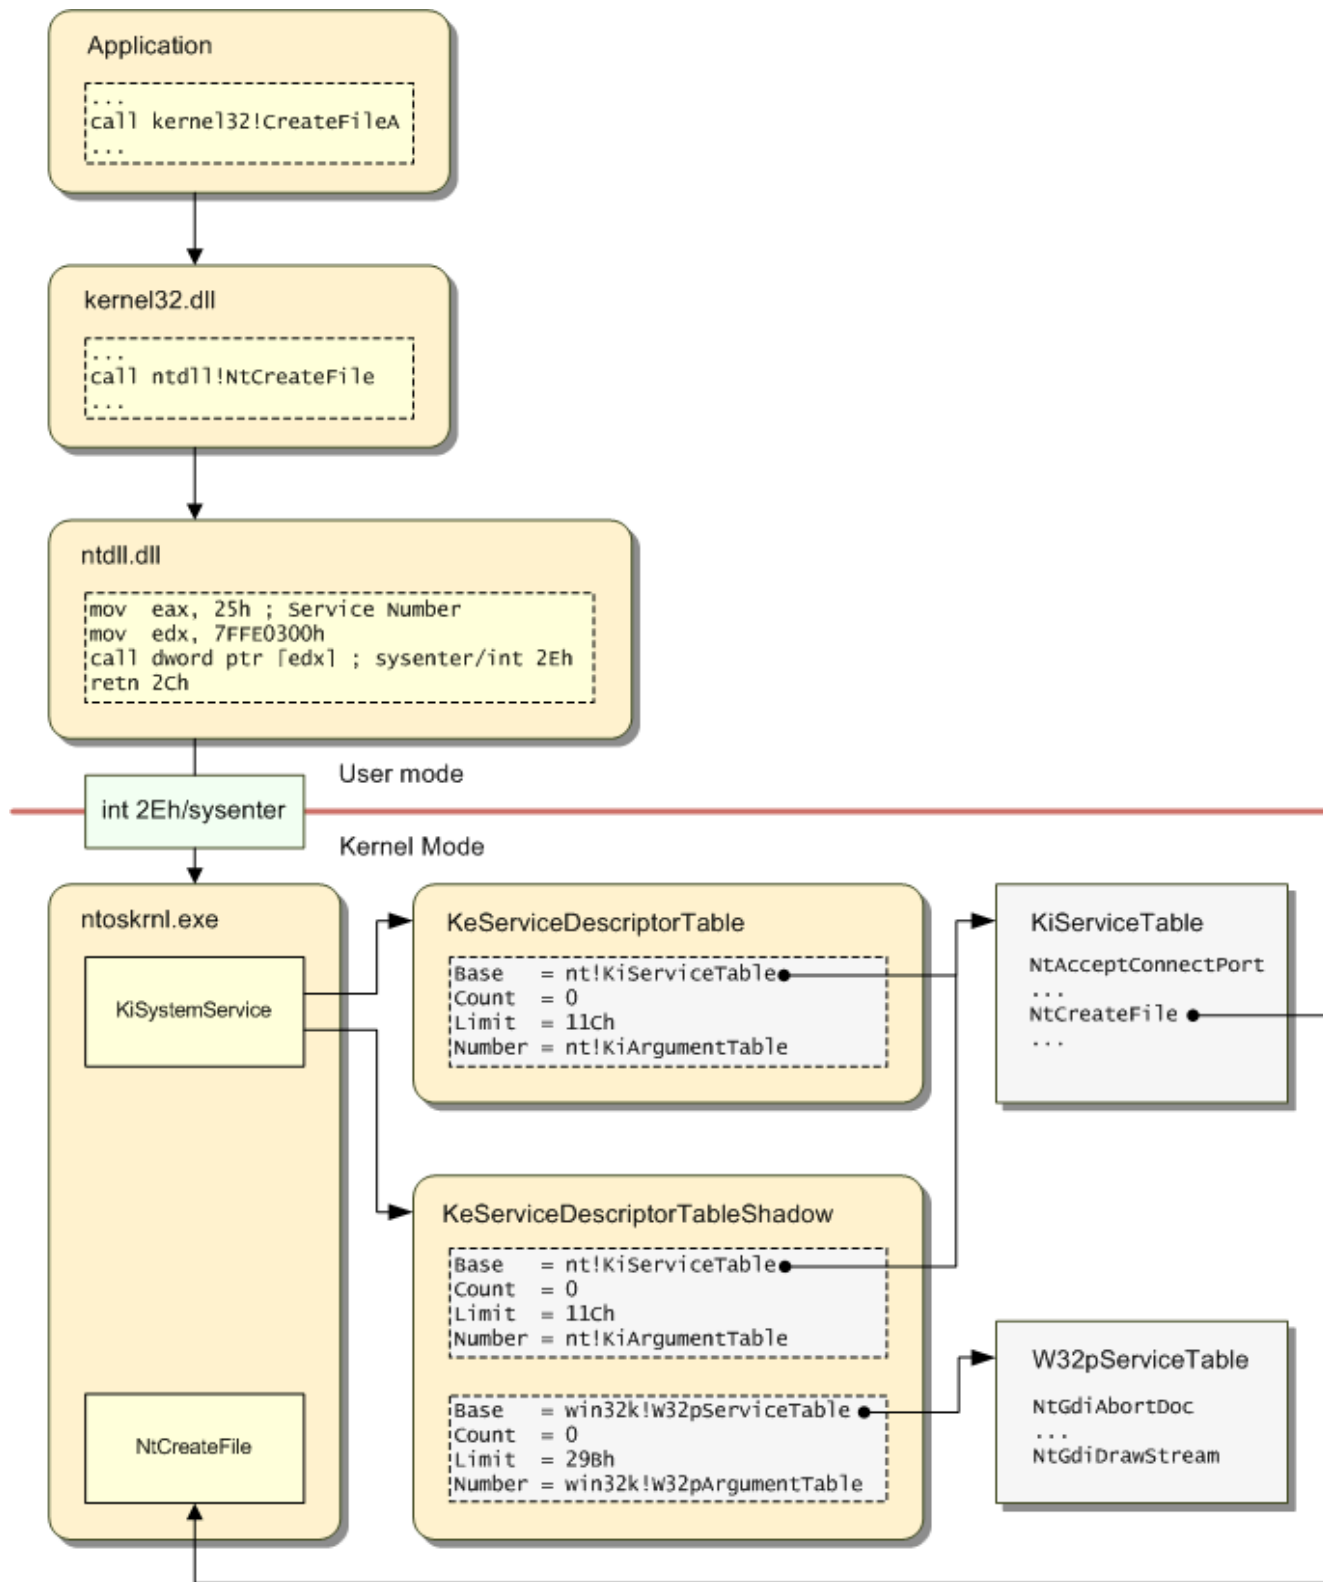 Application
...
call kernel32!CreateFileA
...
kernel32.dll
...
call ntdll!NtCreateFile
...
ntdll.dll
mov  eax, 25h ; Service Number
mov  edx, 7FFE0300h
call dword ptr [edx] ; sysenter/int 2Eh
retn 2Ch
User mode
int 2Eh/sysenter
Kernel Mode
ntoskrnl.exe
KiSystemService
KeServiceDescriptorTable
Base   = nt!KiServiceTable
Count  = 0
Limit  = 11Ch
Number = nt!KiArgumentTable
KiServiceTable
NtAcceptConnectPort
...
NtCreateFile
...
KeServiceDescriptorTableShadow
Base   = nt!KiServiceTable
Count  = 0
Limit  = 11Ch
Number = nt!KiArgumentTable
Base   = win32k!W32pServiceTable
Count  = 0
Limit  = 29Bh
Number = win32k!W32pArgumentTable
W32pServiceTable
NtGdiAbortDoc
...
NtGdiDrawStream
NtCreateFile